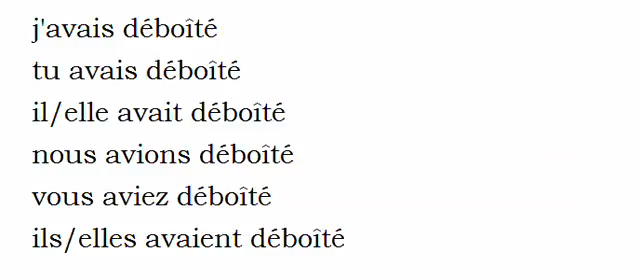 j'avais déboîté
tu avais déboîté
il/elle avait déboîté
nous avions déboîté
vous aviez déboîté
ils/elles avaient déboîté